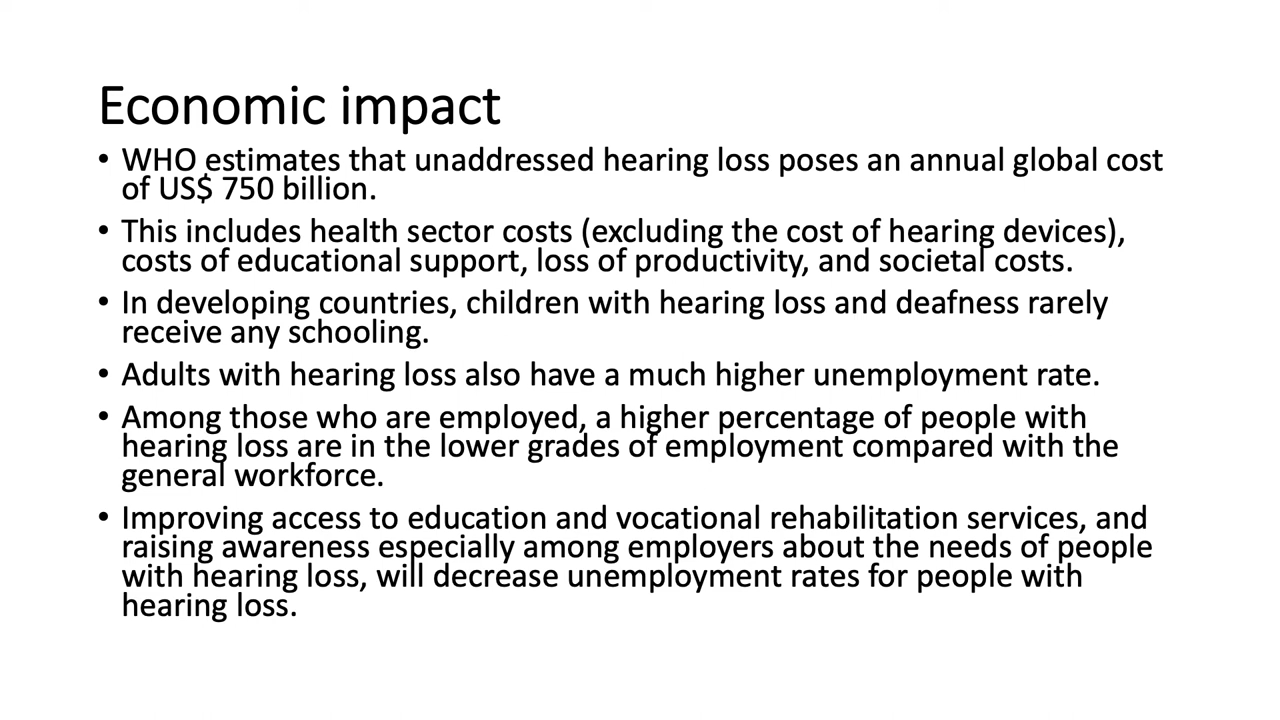 Economic impact
• WHO estimates that unaddressed hearing loss poses an annual global cost
of US$ 750 billion.
• This includes health sector costs (excluding the cost of hearing devices),
costs of educational support, loss of productivity, and societal costs.
• In developing countries, children with hearing loss and deafness rarely
receive any schooling.
• Adults with hearing loss also have a much higher unemployment rate.
• Among those who are employed, a higher percentage of people with
hearing loss are in the lower grades of employment compared with the
general workforce.
• Improving access to education and vocational rehabilitation services, and
raising awareness especially among employers about the needs of people
with hearing loss, will decrease unemployment rates for people with
hearing loss.